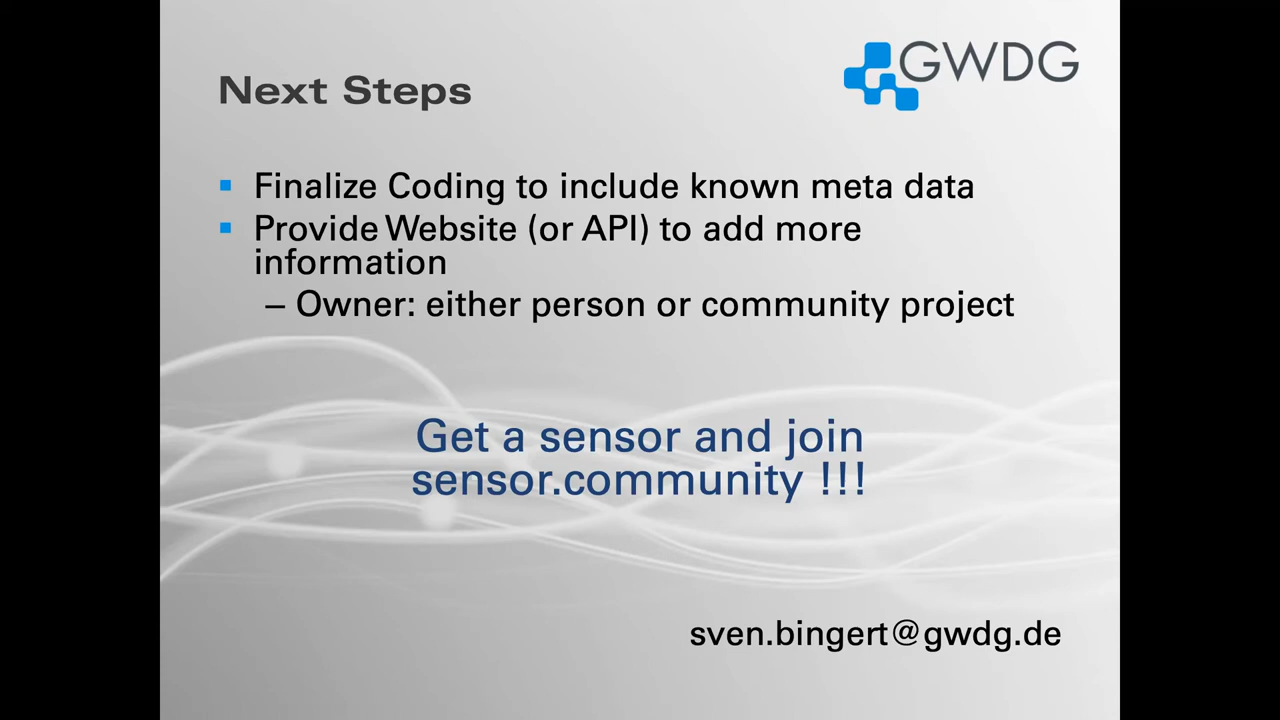 GWDG
Next Steps
▪ Finalize Coding to include known meta data
▪ Provide Website (or API) to add more
information
– Owner: either person or community project
Get a sensor and join
sensor.community !!!
sven.bingert@gwdg.de